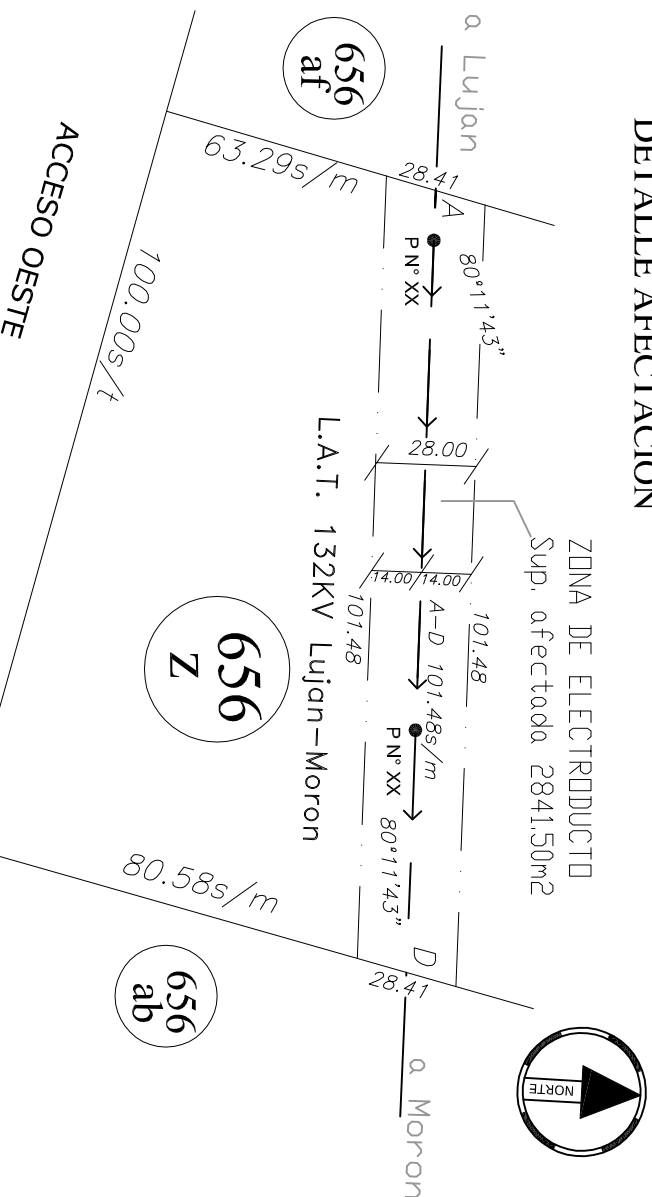 DETALLE AFECTACION
ZONA DE ELECTRODUCTO
Sup. afectada 2841.50m2
a Lujan
28.41
A
P N° XX
80°11'43"
28.00
14.00
14.00
101.48
A-D 101.48s/m
101.48
P N° XX
80°11'43"
D
28.41
a Moron
L.A.T. 132KV Lujan-Moron
656
af
63.29s/m
656
z
80.58s/m
656
ab
100.00s/t
ACCESO OESTE
NORTE